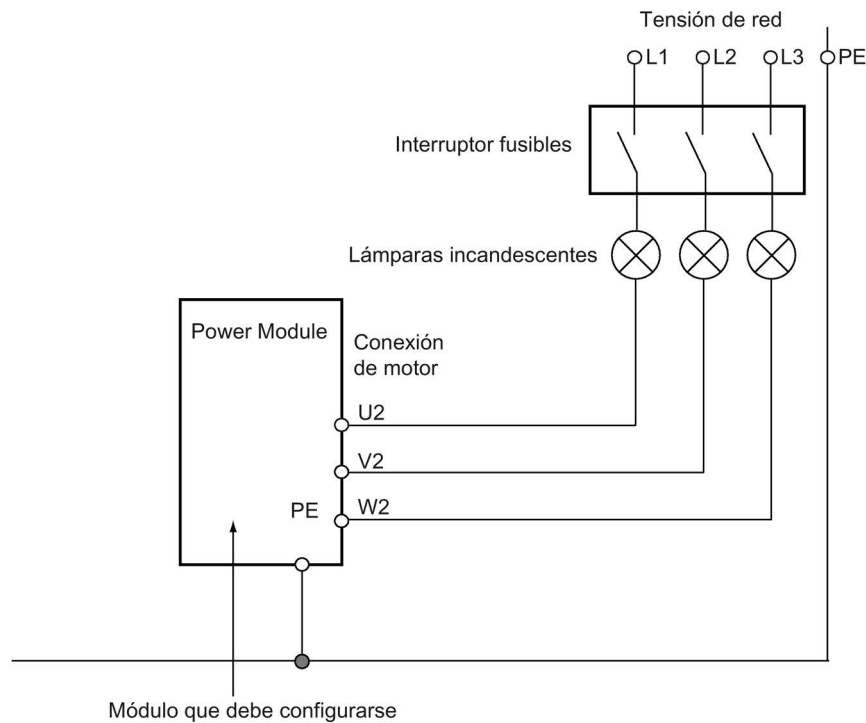 Tensión de red
L1 L2 L3 PE
Interruptor fusibles
Lámparas incandescentes
Power Module
Conexión
de motor
U2
V2
PE
W2
Módulo que debe configurarse